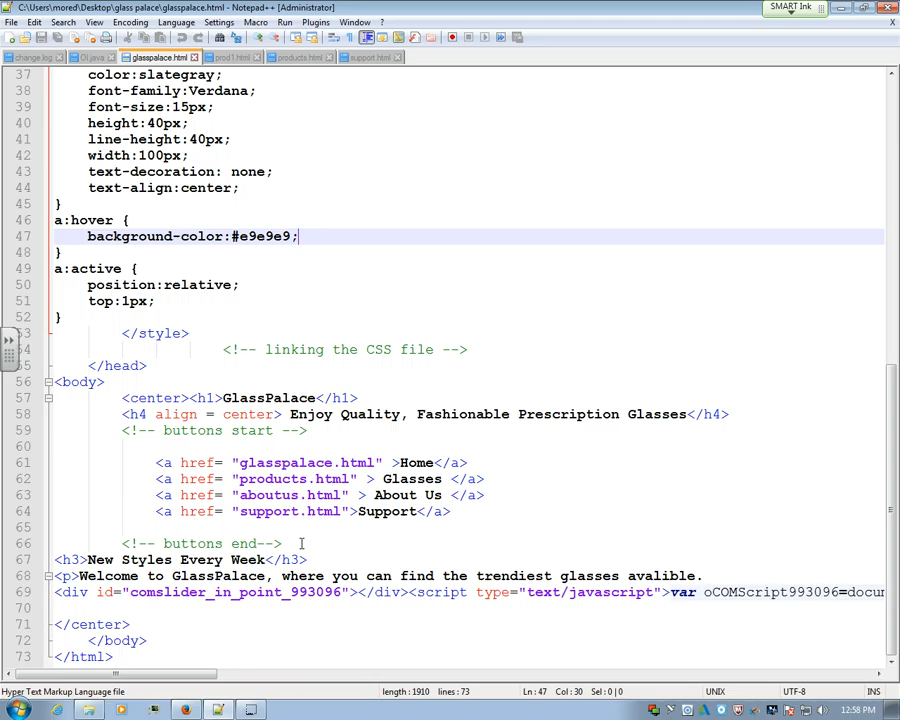 C:\Users\mored\Desktop\glass palace\glasspalace.html - Notepad++ [Administrator]
SMART Ink
File Edit Search View Encoding Language Settings Macro Run Plugins Window ?
X
change.log OI.java glasspalace.html prod1.html products.html support.html
37 color:slategray;
38 font-family:Verdana;
39 font-size:15px;
40 height:40px;
41 line-height:40px;
42 width:100px;
43 text-decoration: none;
44 text-align:center;
45 }
46 a:hover {
47 background-color:#e9e9e9;
48 }
49 a:active {
50 position:relative;
51 top:1px;
52 }
53 </style>
54 <!-- linking the CSS file -->
55 </head>
56 <body>
57 <center><h1>GlassPalace</h1>
58 <h4 align = center> Enjoy Quality, Fashionable Prescription Glasses</h4>
59 <!-- buttons start -->
60
61 <a href= "glasspalace.html" >Home</a>
62 <a href= "products.html" > Glasses </a>
63 <a href= "aboutus.html" > About Us </a>
64 <a href= "support.html">Support</a>
65
66 <!-- buttons end-->
67 <h3>New Styles Every Week</h3>
68 <p>Welcome to GlassPalace, where you can find the trendiest glasses avalible.
69 <div id="comslider_in_point_993096"></div><script type="text/javascript">var oCOMScript993096=docum
70
71 </center>
72 </body>
73 </html>
Hyper Text Markup Language file length : 1910 lines : 73 Ln : 47 Col : 30 Sel : 0 | 0 UNIX UTF-8 INS
12:58 PM